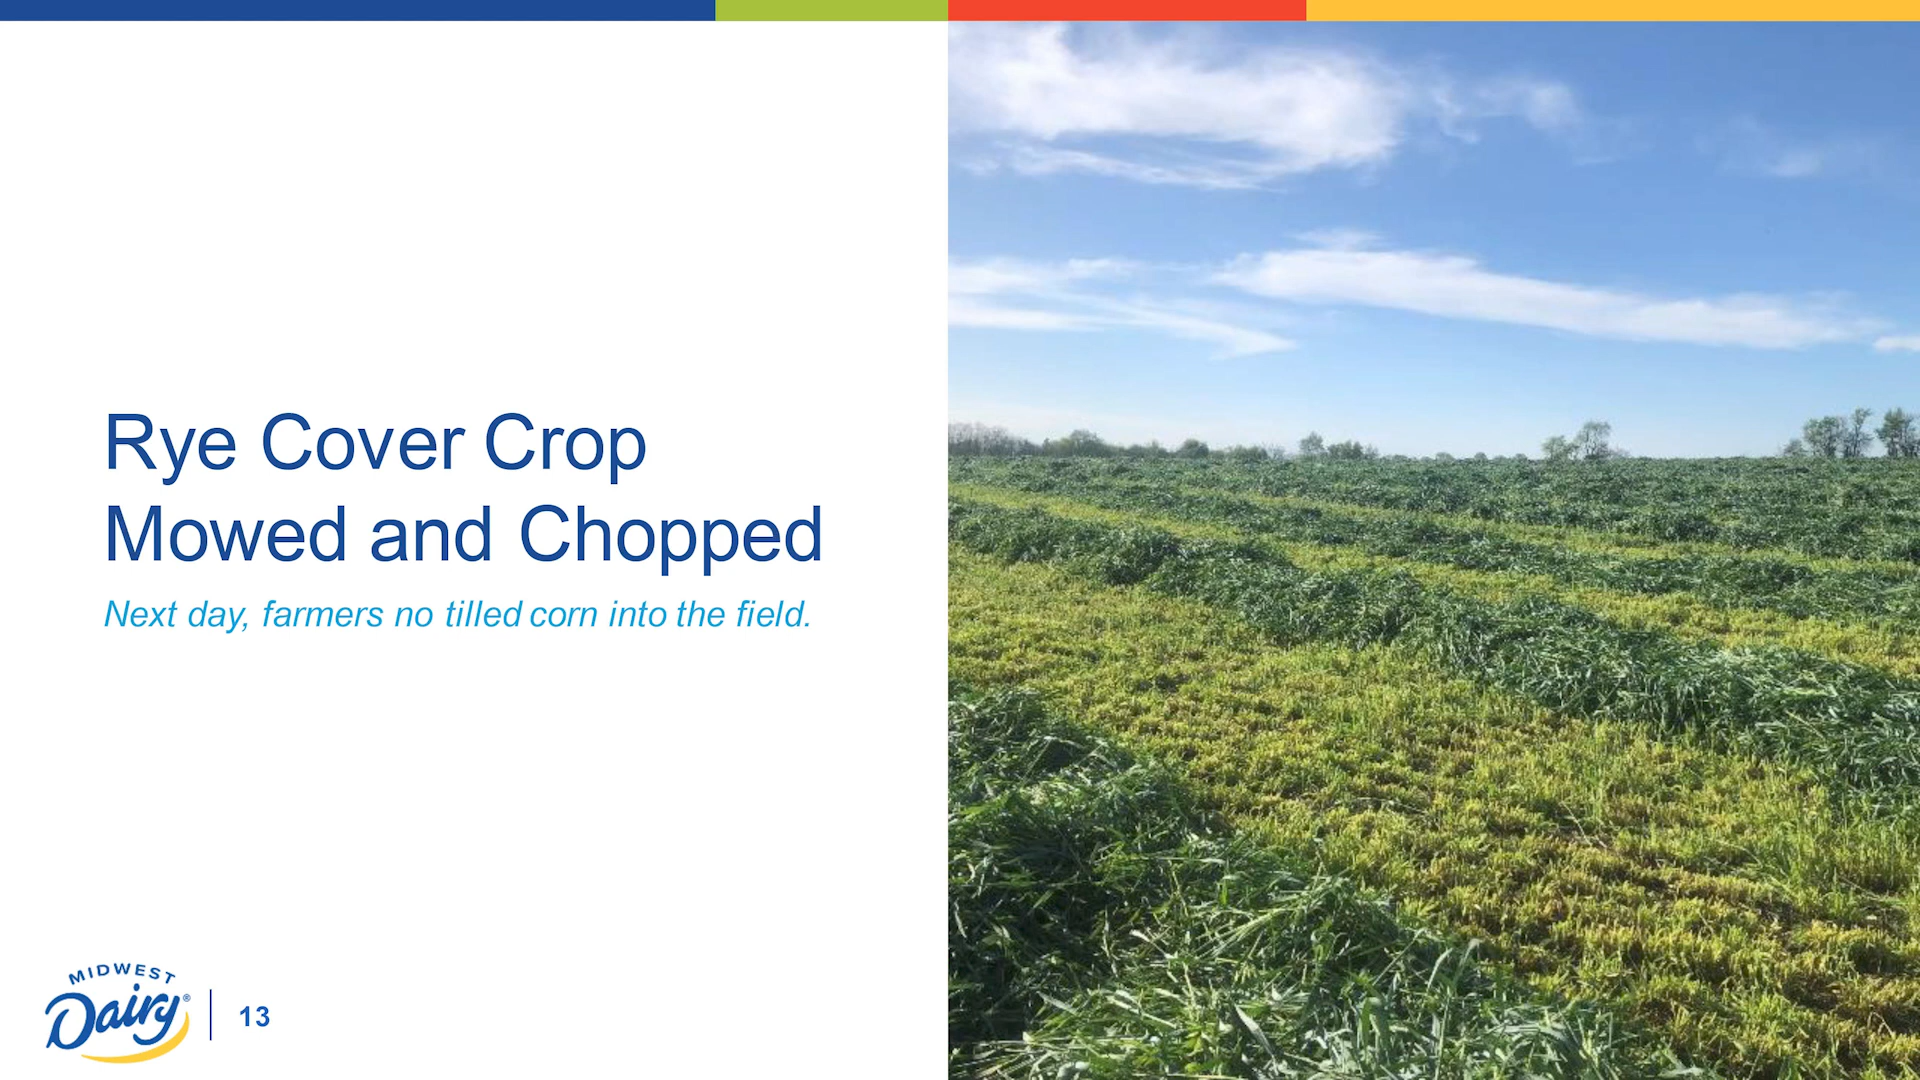 Rye Cover Crop
Mowed and Chopped
Next day, farmers no tilled corn into the field.
MIDWEST
Dairy®
13